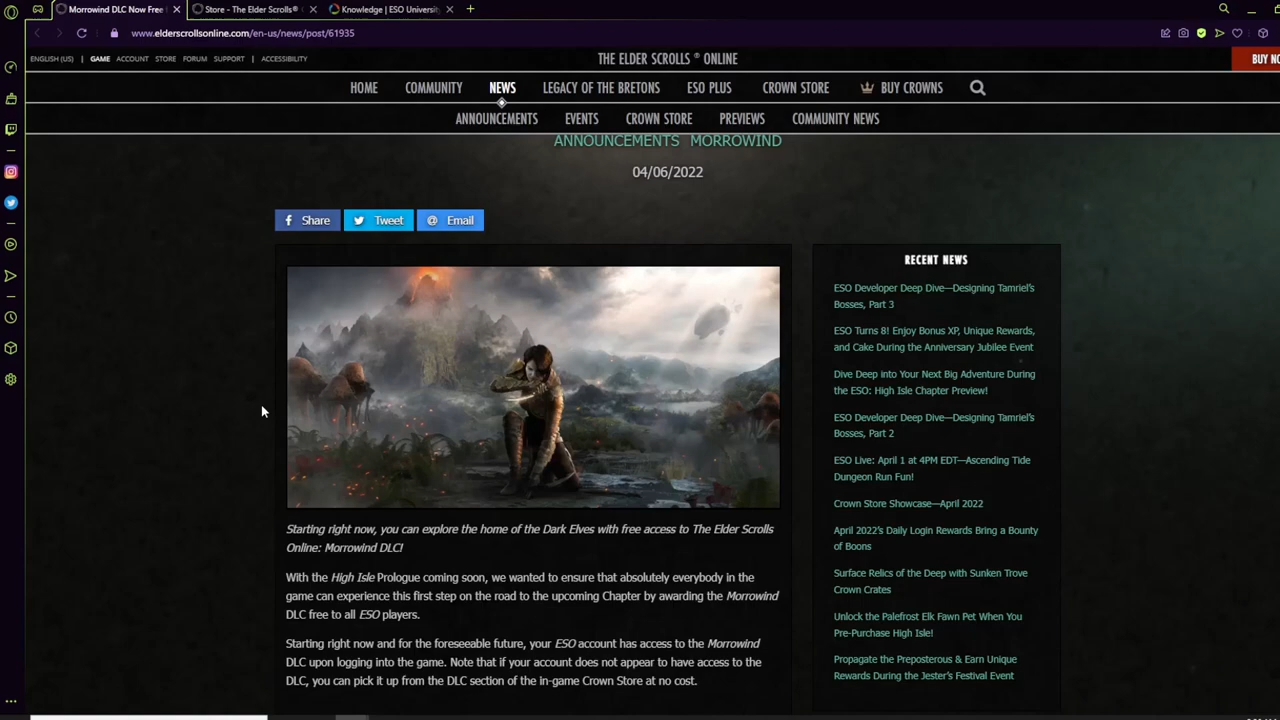 Morrowind DLC Now Free
Store - The Elder Scrolls®
Knowledge | ESO Universit
www.elderscrollsonline.com/en-us/news/post/61935
ENGLISH (US) | GAME ACCOUNT STORE FORUM SUPPORT | ACCESSIBILITY
THE ELDER SCROLLS ® ONLINE
HOME COMMUNITY NEWS LEGACY OF THE BRETONS ESO PLUS CROWN STORE BUY CROWNS
ANNOUNCEMENTS EVENTS CROWN STORE PREVIEWS COMMUNITY NEWS
ANNOUNCEMENTS MORROWIND
04/06/2022
Share
Tweet
@ Email
Starting right now, you can explore the home of the Dark Elves with free access to The Elder Scrolls
Online: Morrowind DLC!
With the High Isle Prologue coming soon, we wanted to ensure that absolutely everybody in the
game can experience this first step on the road to the upcoming Chapter by awarding the Morrowind
DLC free to all ESO players.
Starting right now and for the foreseeable future, your ESO account has access to the Morrowind
DLC upon logging into the game. Note that if your account does not appear to have access to the
DLC, you can pick it up from the DLC section of the in-game Crown Store at no cost.
RECENT NEWS
ESO Developer Deep Dive—Designing Tamriel's
Bosses, Part 3
ESO Turns 8! Enjoy Bonus XP, Unique Rewards,
and Cake During the Anniversary Jubilee Event
Dive Deep into Your Next Big Adventure During
the ESO: High Isle Chapter Preview!
ESO Developer Deep Dive—Designing Tamriel's
Bosses, Part 2
ESO Live: April 1 at 4PM EDT—Ascending Tide
Dungeon Run Fun!
Crown Store Showcase—April 2022
April 2022's Daily Login Rewards Bring a Bounty
of Boons
Surface Relics of the Deep with Sunken Trove
Crown Crates
Unlock the Palefrost Elk Fawn Pet When You
Pre-Purchase High Isle!
Propagate the Preposterous & Earn Unique
Rewards During the Jester's Festival Event